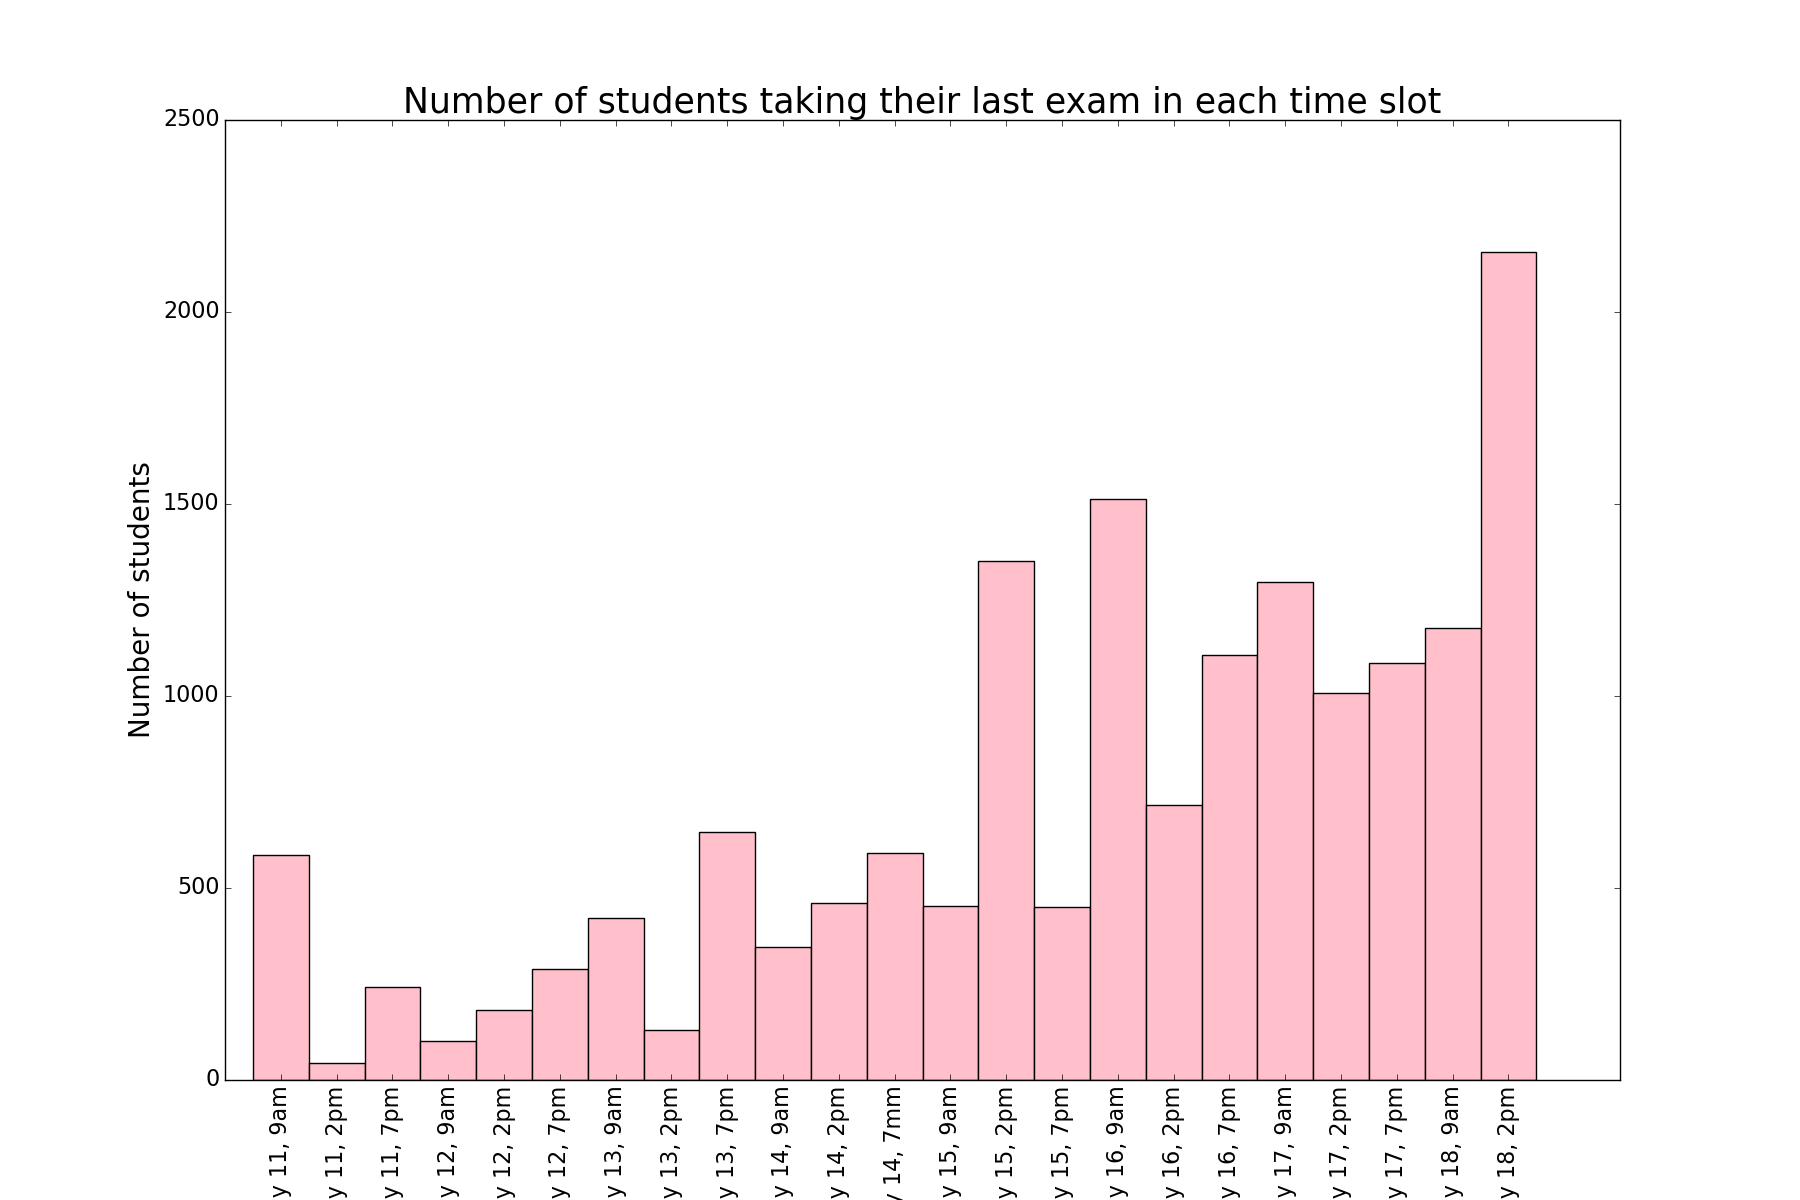 Number of students taking their last exam in each time slot
Number of students
2500
2000
1500
1000
500
0
y 11, 9am
y 11, 2pm
y 11, 7pm
y 12, 9am
y 12, 2pm
y 12, 7pm
y 13, 9am
y 13, 2pm
y 13, 7pm
y 14, 9am
y 14, 2pm
y 14, 7mm
y 15, 9am
y 15, 2pm
y 15, 7pm
y 16, 9am
y 16, 2pm
y 16, 7pm
y 17, 9am
y 17, 2pm
y 17, 7pm
y 18, 9am
y 18, 2pm